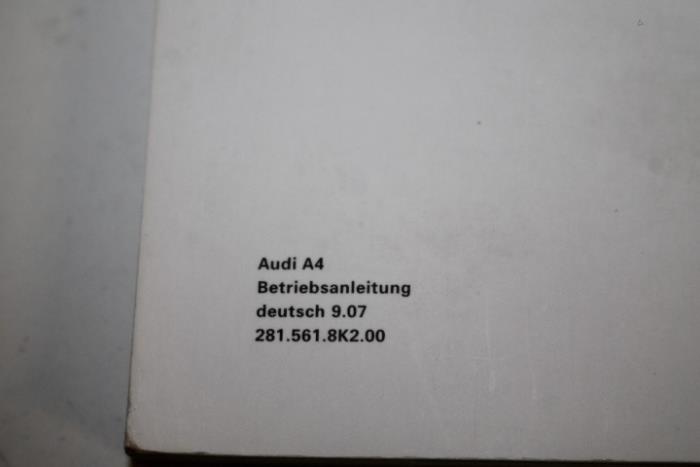 Audi A4
Betriebsanleitung
deutsch 9.07
281.561.8K2.00